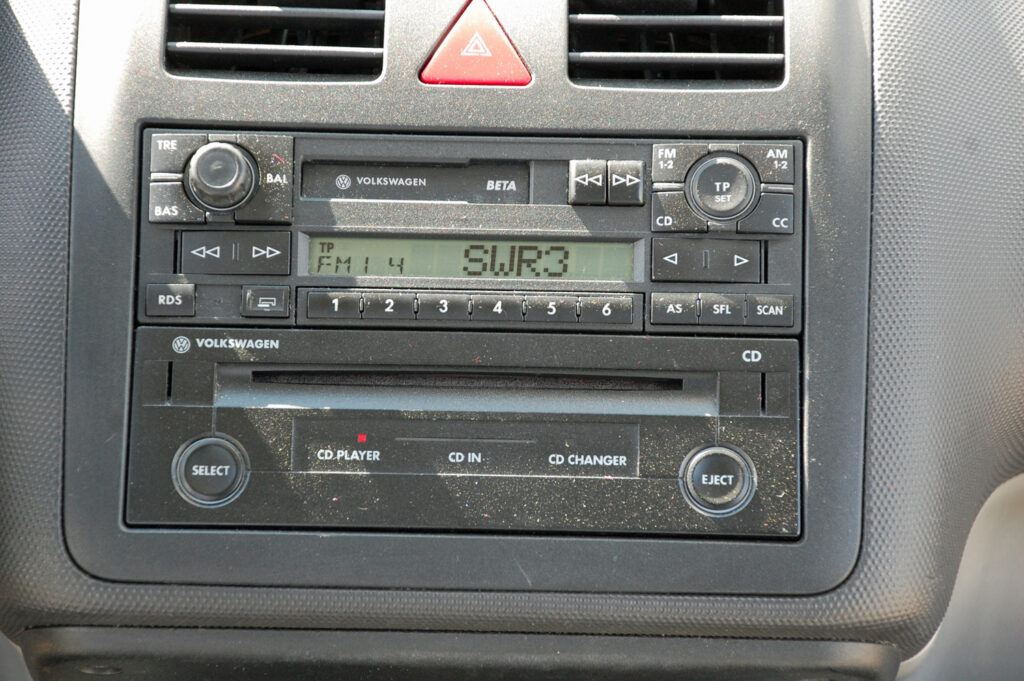 TRE
BAL
BAS
VOLKSWAGEN BETA
FM 1-2
AM 1-2
TP SET
CD
CC
TP
FM1 4 SWR3
RDS
1 2 3 4 5 6
AS SFL SCAN
VOLKSWAGEN CD
SELECT
CD PLAYER CD IN CD CHANGER
EJECT